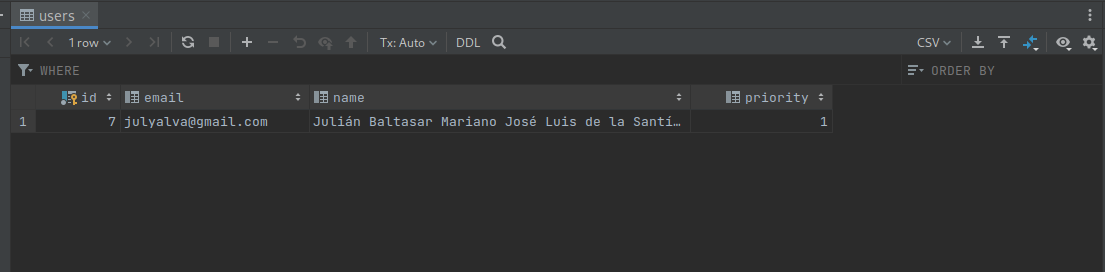 users
1 row Tx: Auto DDL CSV
WHERE ORDER BY
id email name priority
1 7 julyalva@gmail.com Julián Baltasar Mariano José Luis de la Santí… 1